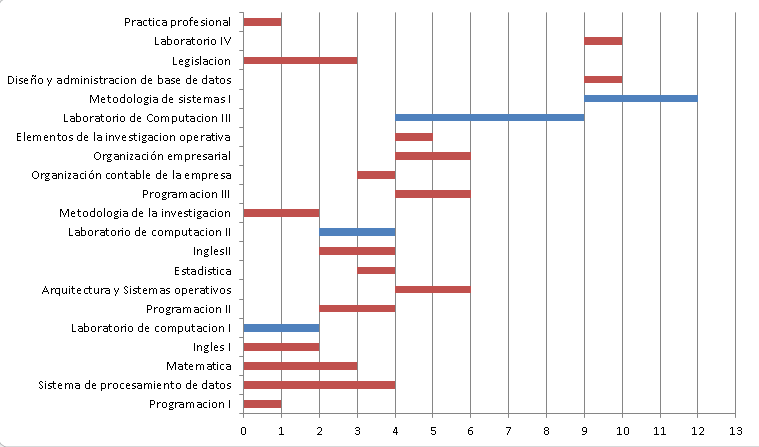 Practica profesional
Laboratorio IV
Legislacion
Diseño y administracion de base de datos
Metodologia de sistemas I
Laboratorio de Computacion III
Elementos de la investigacion operativa
Organización empresarial
Organización contable de la empresa
Programacion III
Metodologia de la investigacion
Laboratorio de computacion II
InglesII
Estadistica
Arquitectura y Sistemas operativos
Programacion II
Laboratorio de computacion I
Ingles I
Matematica
Sistema de procesamiento de datos
Programacion I
0 1 2 3 4 5 6 7 8 9 10 11 12 13